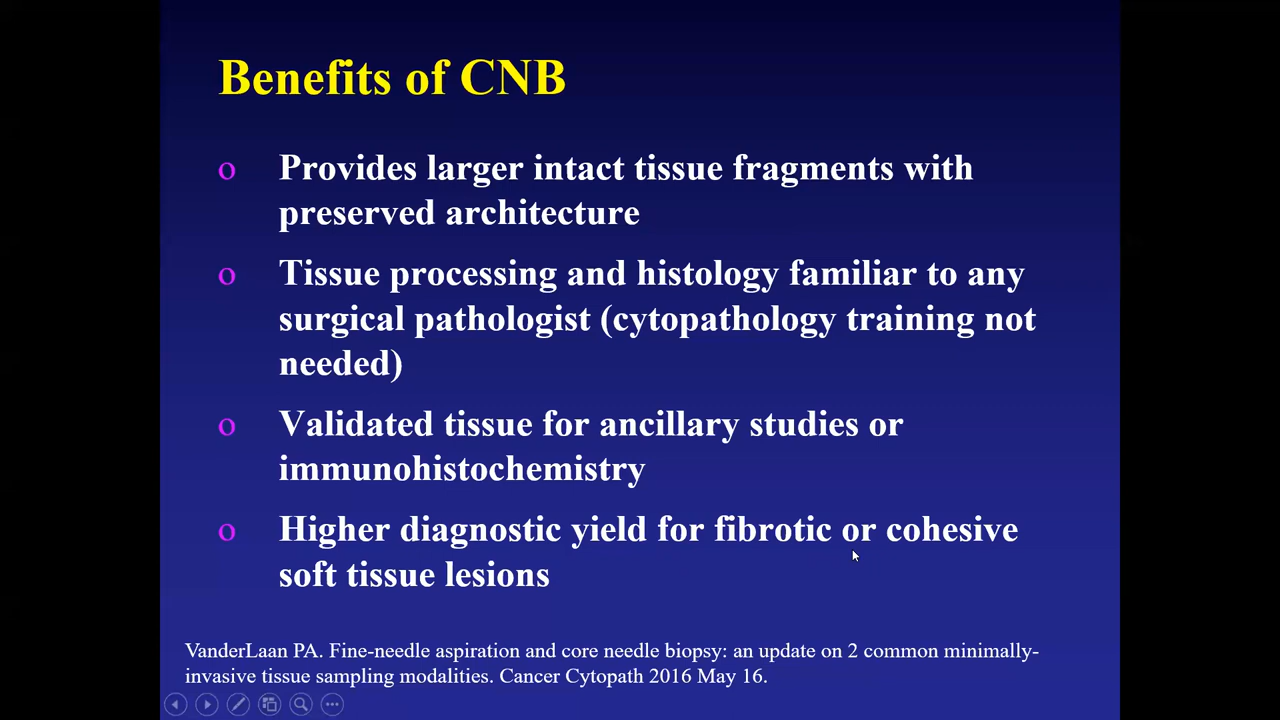 Benefits of CNB
o Provides larger intact tissue fragments with
preserved architecture
o Tissue processing and histology familiar to any
surgical pathologist (cytopathology training not
needed)
o Validated tissue for ancillary studies or
immunohistochemistry
o Higher diagnostic yield for fibrotic or cohesive
soft tissue lesions
VanderLaan PA. Fine-needle aspiration and core needle biopsy: an update on 2 common minimally-
invasive tissue sampling modalities. Cancer Cytopath 2016 May 16.